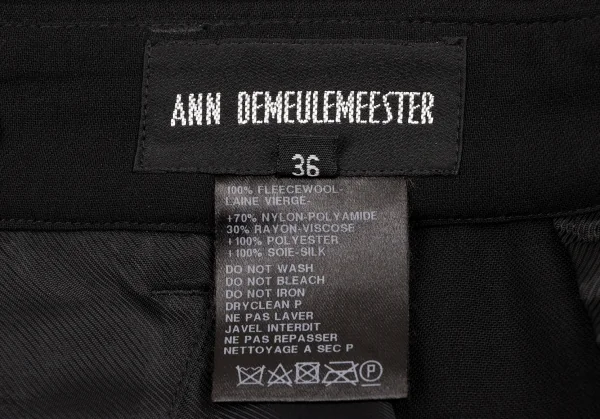 ANN DEMEULEMEESTER
36
100% FLEECEWOOL-
LAINE VIERGE-
+70% NYLON-POLYAMIDE
30% RAYON-VISCOSE
+100% POLYESTER
+100% SOIE-SILK
DO NOT WASH
DO NOT BLEACH
DO NOT IRON
DRYCLEAN P
NE PAS LAVER
JAVEL INTERDIT
NE PAS REPASSER
NETTOYAGE A SEC P
P